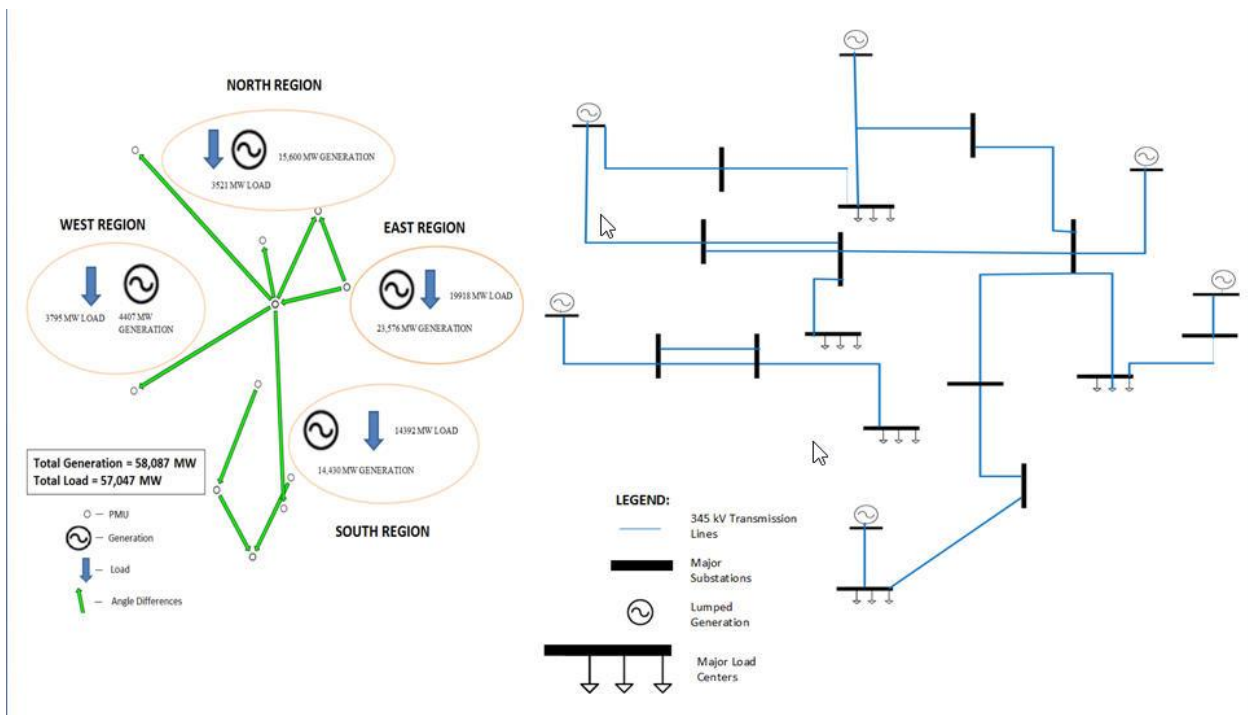 NORTH REGION
15,600 MW GENERATION
3521 MW LOAD
WEST REGION
3795 MW LOAD
4407 MW
GENERATION
EAST REGION
19918 MW LOAD
23,576 MW GENERATION
14392 MW LOAD
14,430 MW GENERATION
SOUTH REGION
Total Generation = 58,087 MW
Total Load = 57,047 MW
— PMU
— Generation
— Load
— Angle Differences
LEGEND:
345 kV Transmission
Lines
Major
Substations
Lumped
Generation
Major Load
Centers